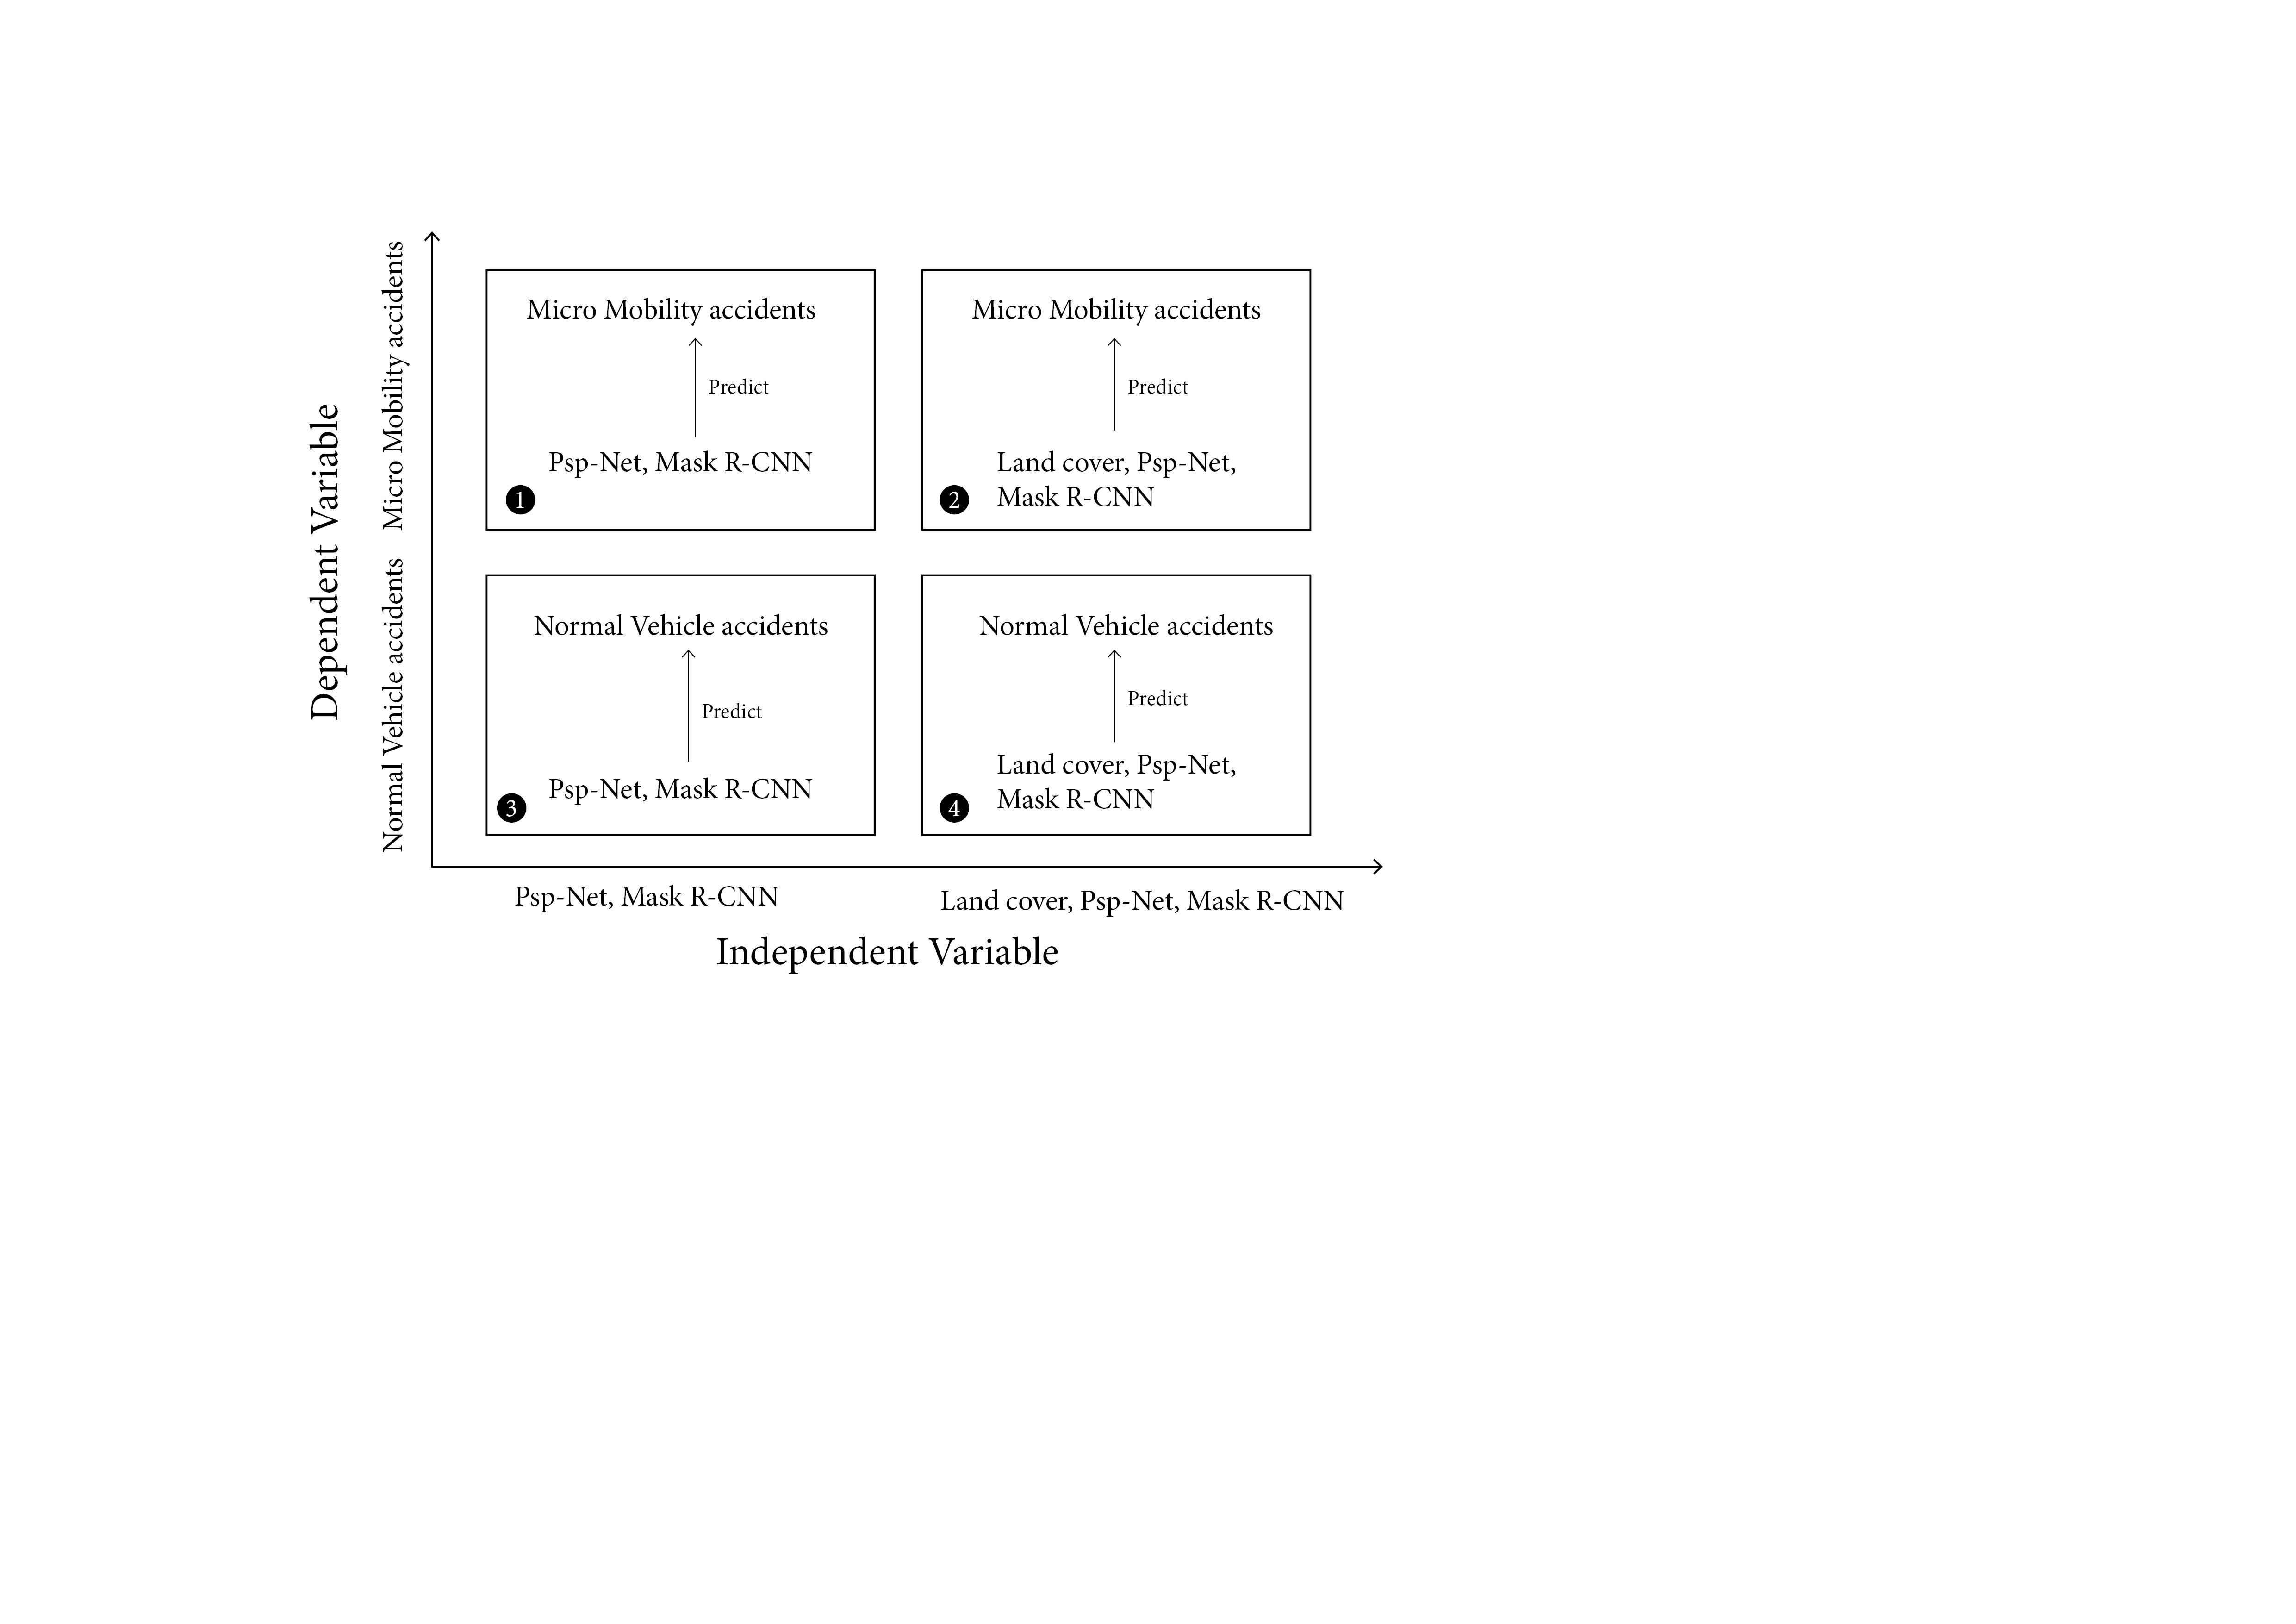 Dependent Variable
Micro Mobility accidents
Normal Vehicle accidents
Micro Mobility accidents
Predict
Psp-Net, Mask R-CNN
1
Micro Mobility accidents
Predict
Land cover, Psp-Net,
Mask R-CNN
2
Normal Vehicle accidents
Predict
Psp-Net, Mask R-CNN
3
Normal Vehicle accidents
Predict
Land cover, Psp-Net,
Mask R-CNN
4
Psp-Net, Mask R-CNN
Land cover, Psp-Net, Mask R-CNN
Independent Variable